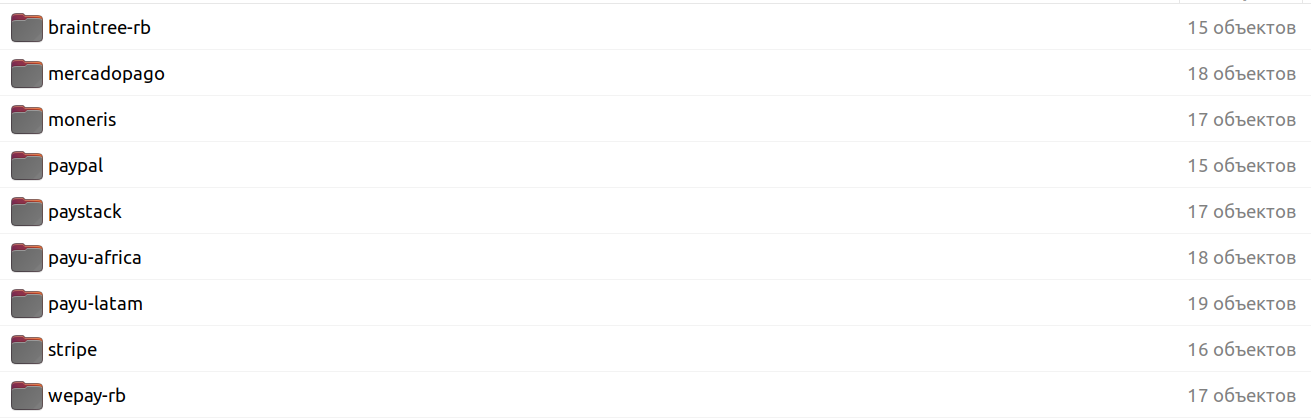 braintree-rb 15 объектов
mercadopago 18 объектов
moneris 17 объектов
paypal 15 объектов
paystack 17 объектов
payu-africa 18 объектов
payu-latam 19 объектов
stripe 16 объектов
wepay-rb 17 объектов